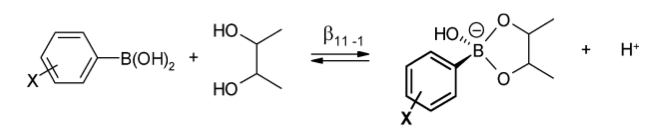 X B(OH)₂ + HO HO β₁₁₋₁ HO ⊖ B O O X + H⁺